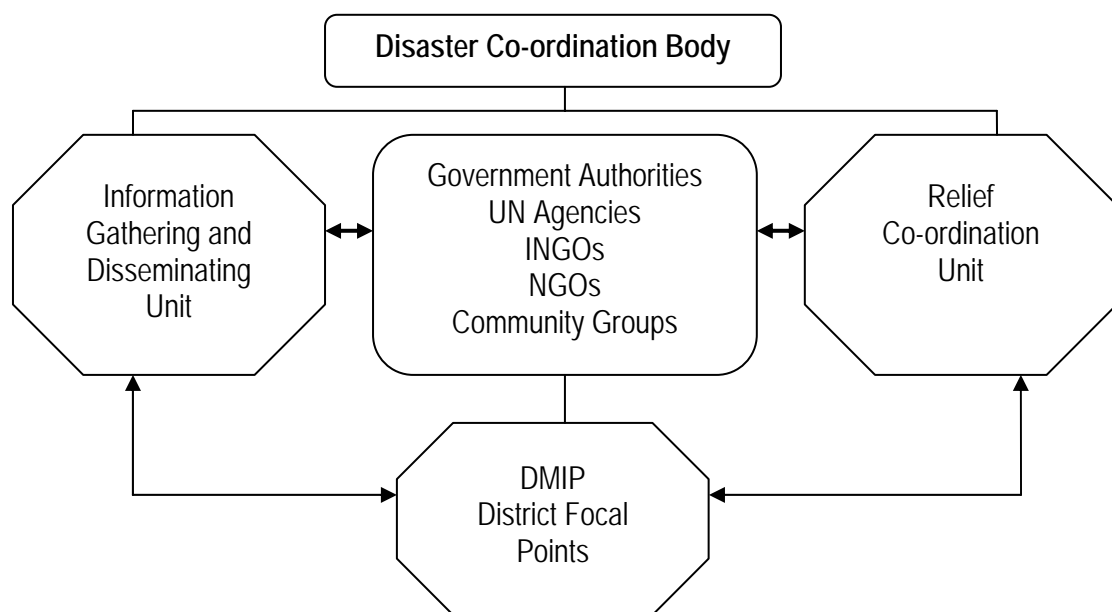 Disaster Co-ordination Body
Information
Gathering and
Disseminating
Unit
Government Authorities
UN Agencies
INGOs
NGOs
Community Groups
Relief
Co-ordination
Unit
DMIP
District Focal
Points